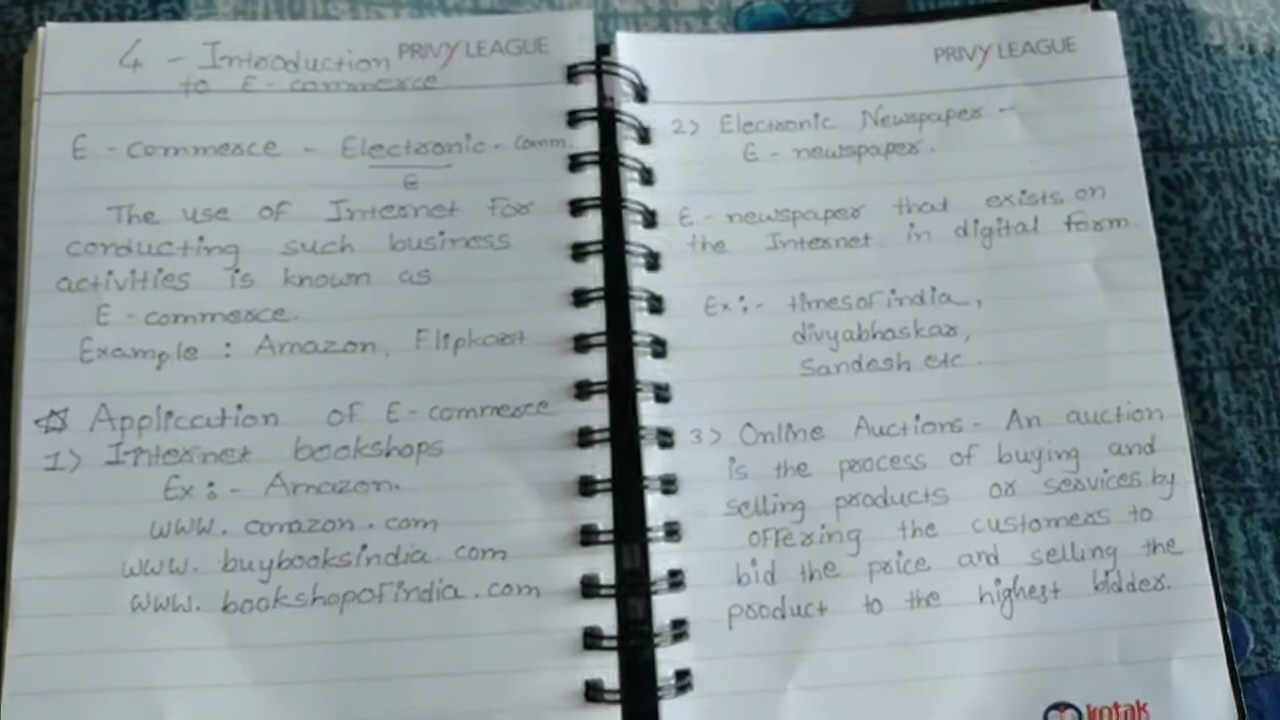 PRIVY LEAGUE
4 - Introduction
to E-commerce
E-commerce - Electronic-comm.
E
The use of Internet for
conducting such business
activities is known as
E-commerce.
Example : Amazon, Flipkart
☆ Application of E-commerce
1) Internet bookshops
Ex :- Amazon.
www.amazon.com
www.buybooksindia.com
www.bookshopofindia.com
PRIVY LEAGUE
2) Electronic Newspaper -
E-newspaper.
E-newspaper that exists on
the Internet in digital form.
Ex :- timesofindia,
divyabhaskar,
Sandesh etc.
3) Online Auctions - An auction
is the process of buying and
selling products or services by
offering the customers to
bid the price and selling the
product to the highest bidder.
kotak